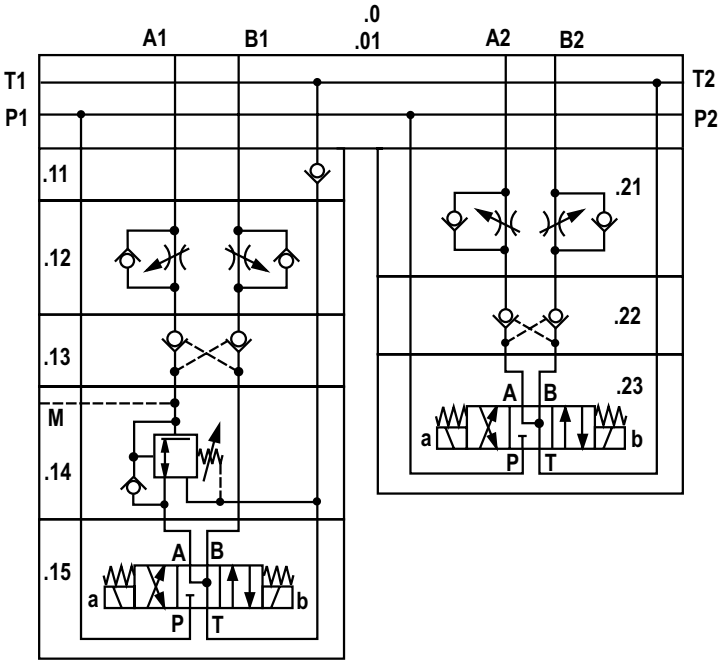 .0
A1 B1 .01 A2 B2
T1 T2
P1 P2
.11
.21
.12
.22
.13
.23
A B
M
a b
P T
.14
A B
.15
a b
P T